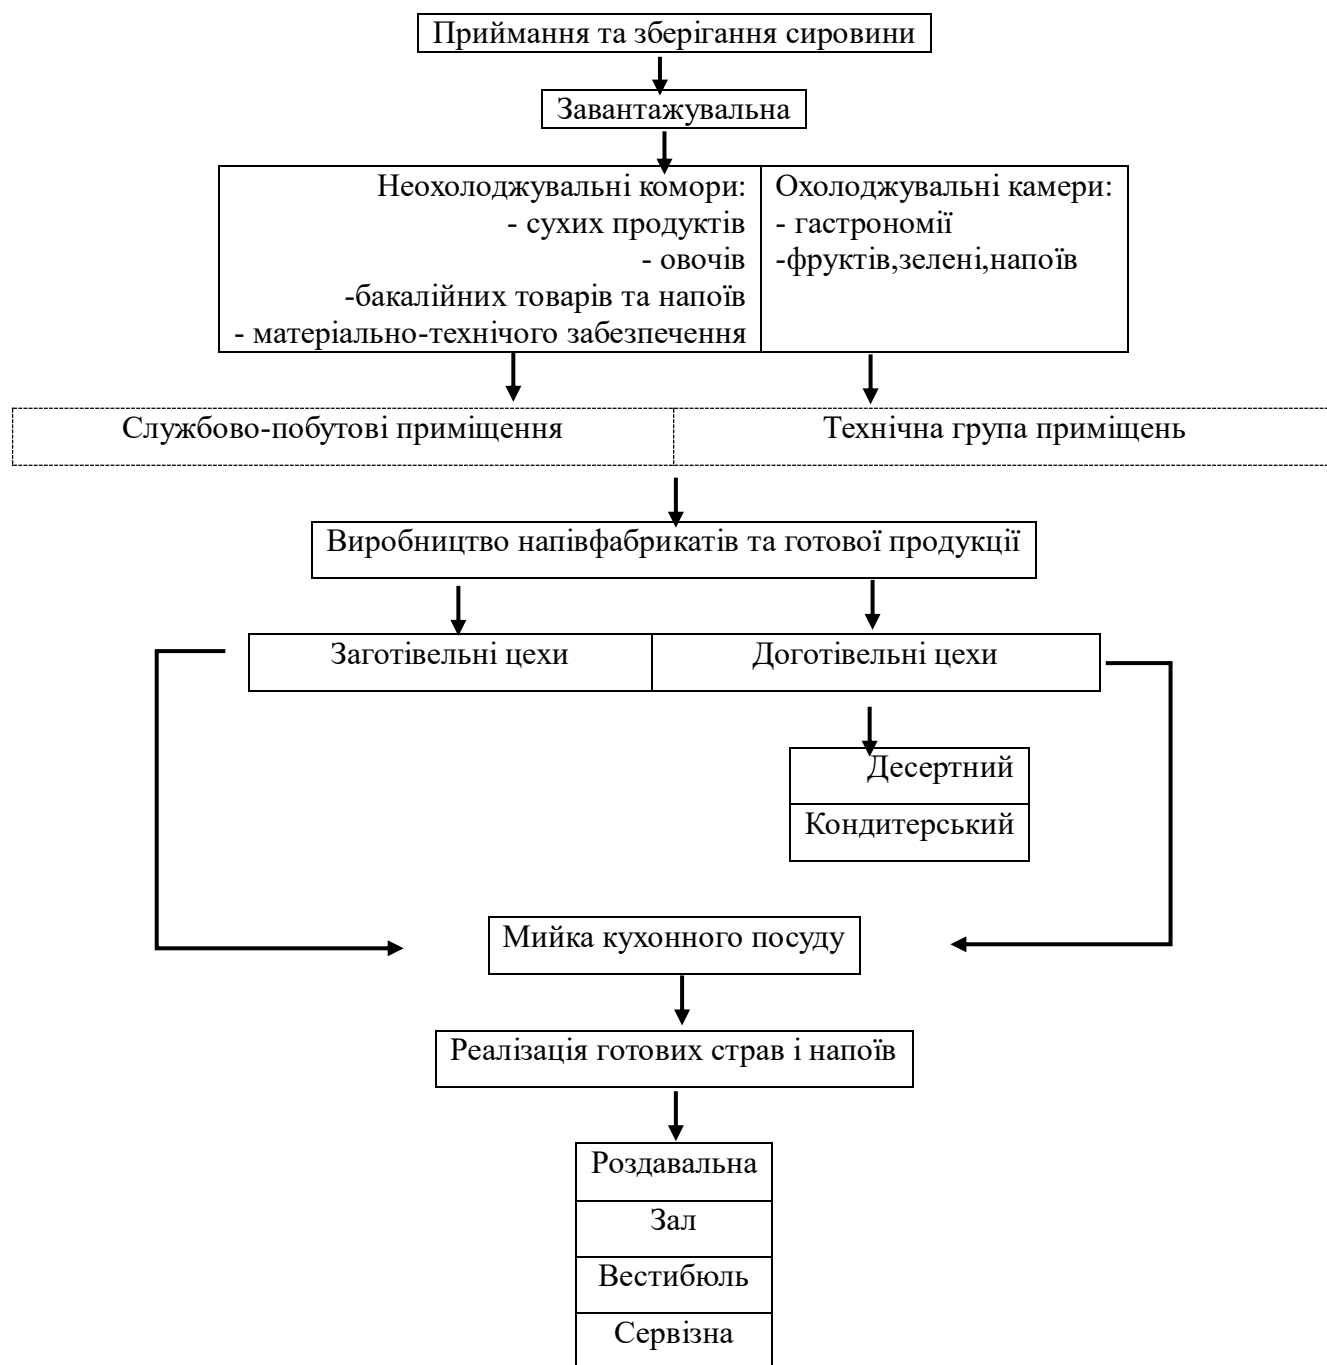 Приймання та зберігання сировини
Завантажувальна
Неохолоджувальні комори:
- сухих продуктів
- овочів
-бакалійних товарів та напоїв
- матеріально-технічого забезпечення
Охолоджувальні камери:
- гастрономії
-фруктів,зелені,напоїв
Службово-побутові приміщення
Технічна група приміщень
Виробництво напівфабрикатів та готової продукції
Заготівельні цехи
Доготівельні цехи
Десертний
Кондитерський
Мийка кухонного посуду
Реалізація готових страв і напоїв
Роздавальна
Зал
Вестибюль
Сервізна